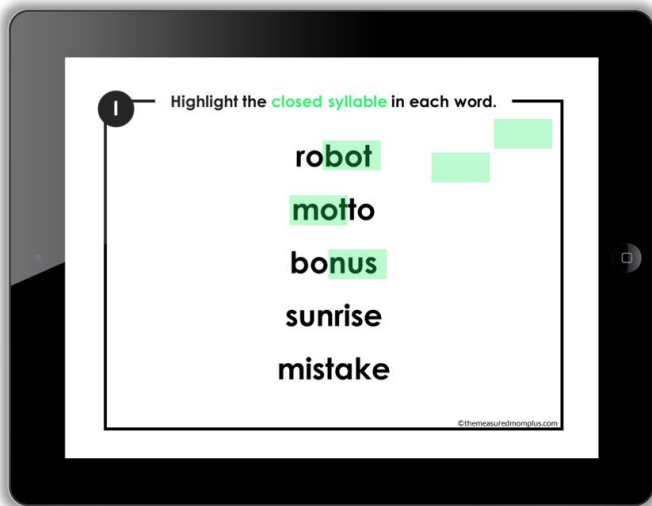 1
Highlight the closed syllable in each word.
robot
motto
bonus
sunrise
mistake
©themeasuredmomplus.com